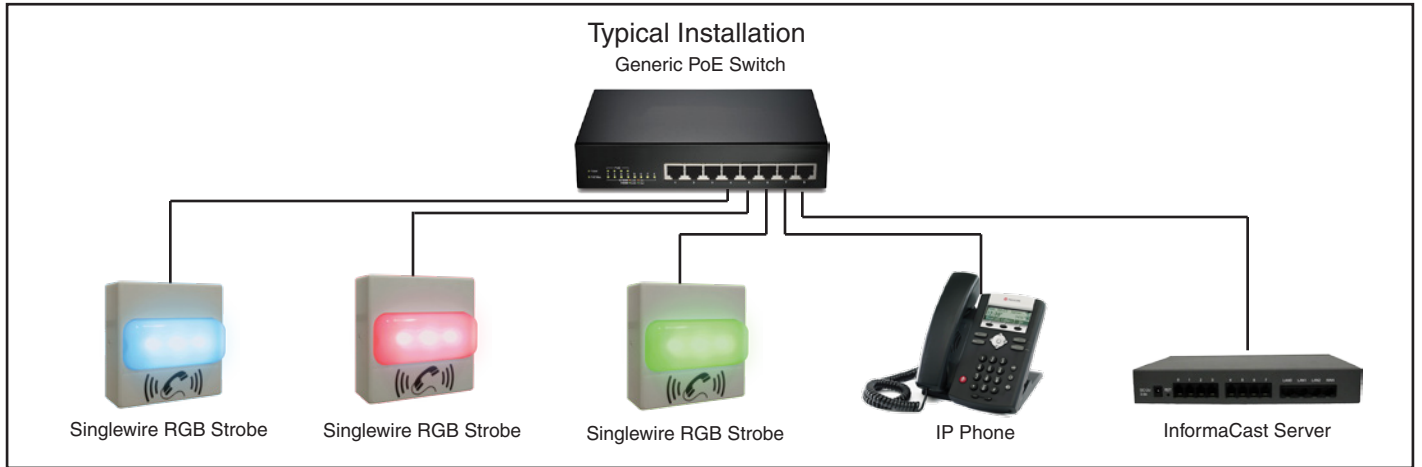 Typical Installation
Generic PoE Switch
Singlewire RGB Strobe
Singlewire RGB Strobe
Singlewire RGB Strobe
IP Phone
InformaCast Server